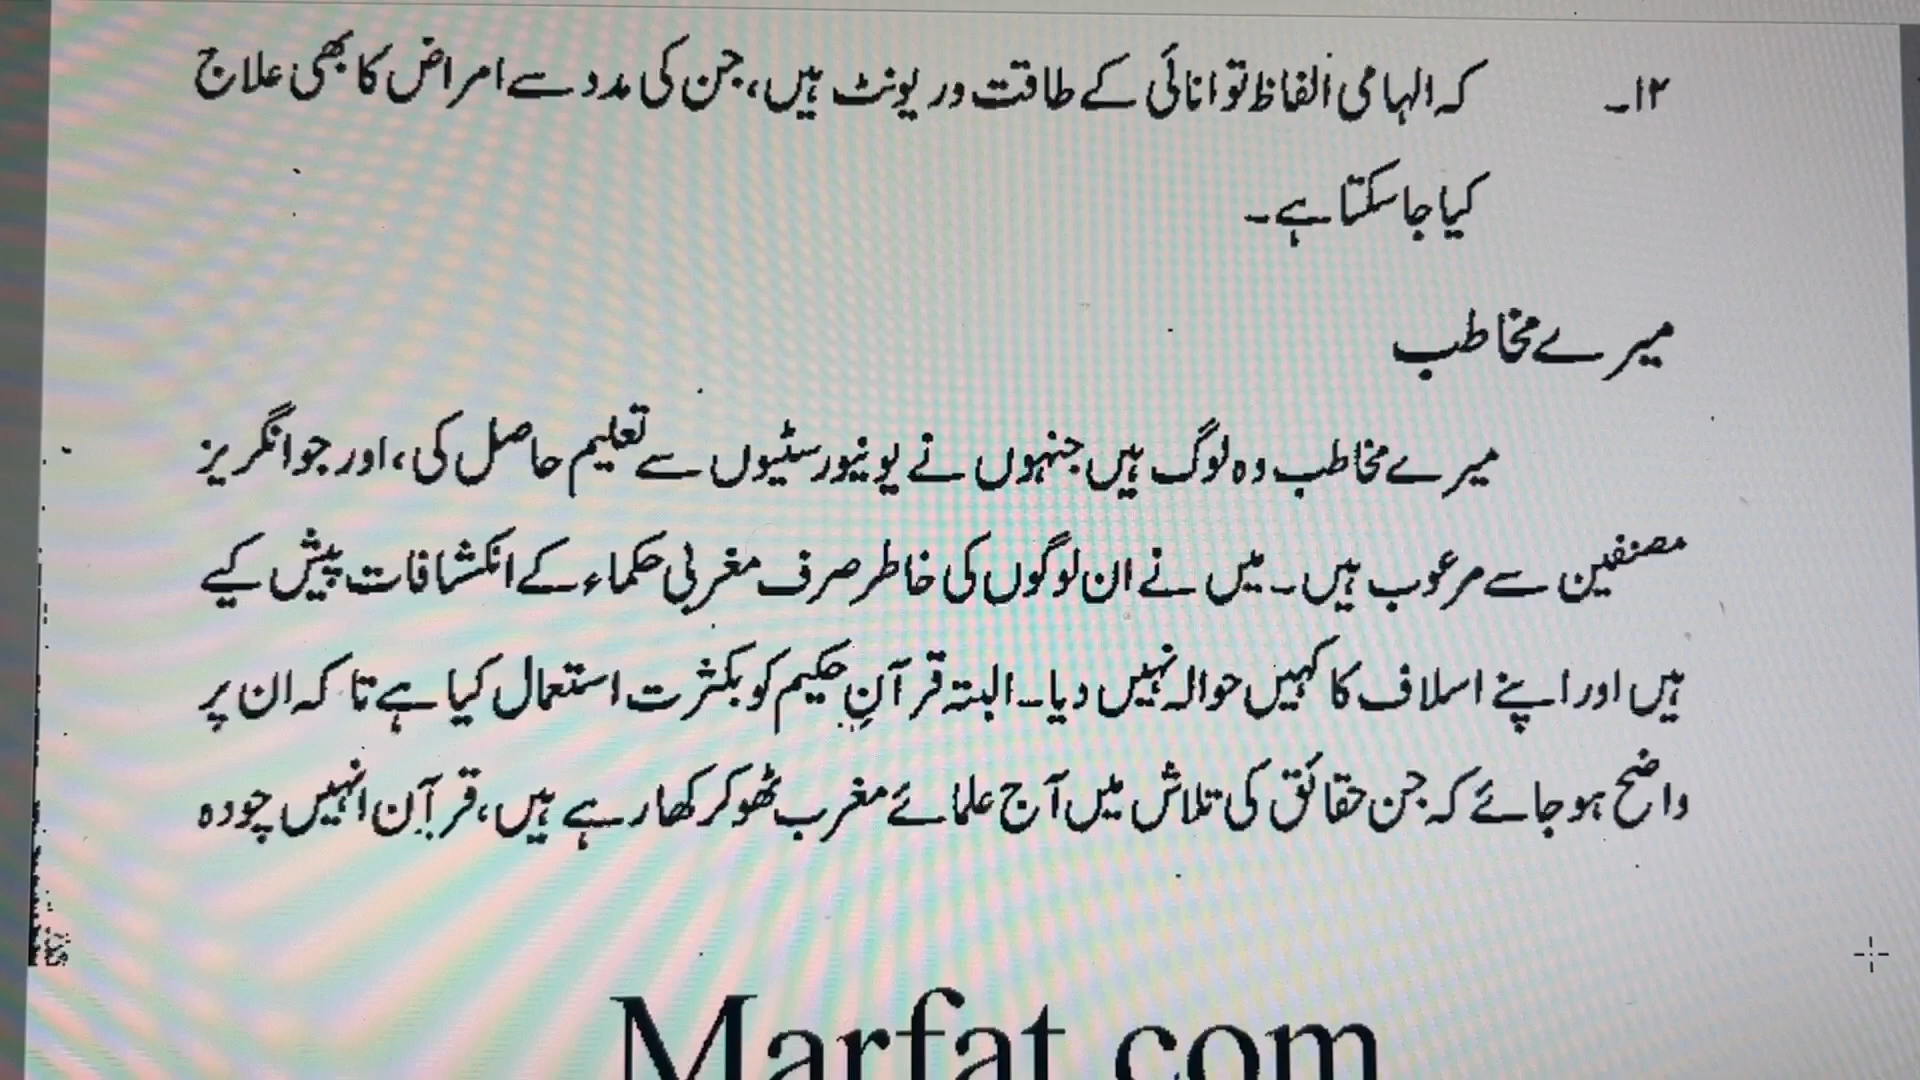 ۱۲۔ کہ الہامی الفاظ توانائی کے طاقت ور یونٹ ہیں، جن کی مدد سے امراض کا بھی علاج
کیا جا سکتا ہے۔
میرے مخاطب
میرے مخاطب وہ لوگ ہیں جنہوں نے یونیورسٹیوں سے تعلیم حاصل کی، اور جو انگریز
مصنفین سے مرعوب ہیں۔ میں نے ان لوگوں کی خاطر صرف مغربی حکماء کے انکشافات پیش کیے
ہیں اور اپنے اسلاف کا کہیں حوالہ نہیں دیا۔ البتہ قرآنِ حکیم کو بکثرت استعمال کیا ہے تا کہ ان پر
واضح ہو جائے کہ جن حقائق کی تلاش میں آج علمائے مغرب ٹھوکر کھا رہے ہیں، قرآن انہیں چودہ
Marfat.com